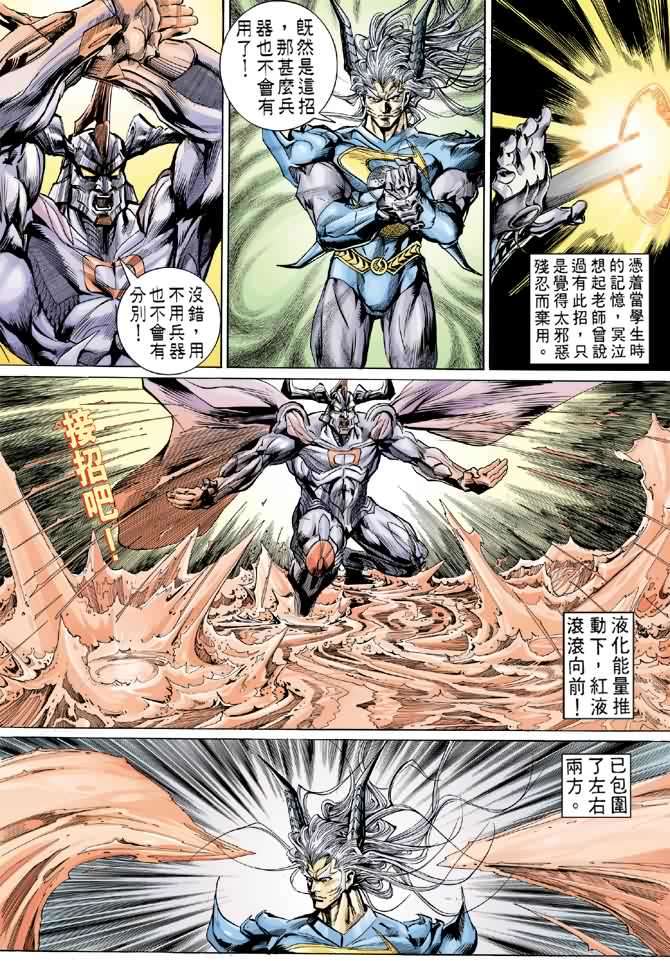 憑着當學生時
的記憶，冥泣
想起老師曾說
過有此招，只
是覺得太邪惡
殘忍而棄用。
既然是這招
，那甚麼兵
器也不會有
用了！
沒錯，用
不用兵器
也不會有
分別！
接招吧！
液化能量推
動下，紅液
滾滾向前！
已包圍
了左右
兩方。